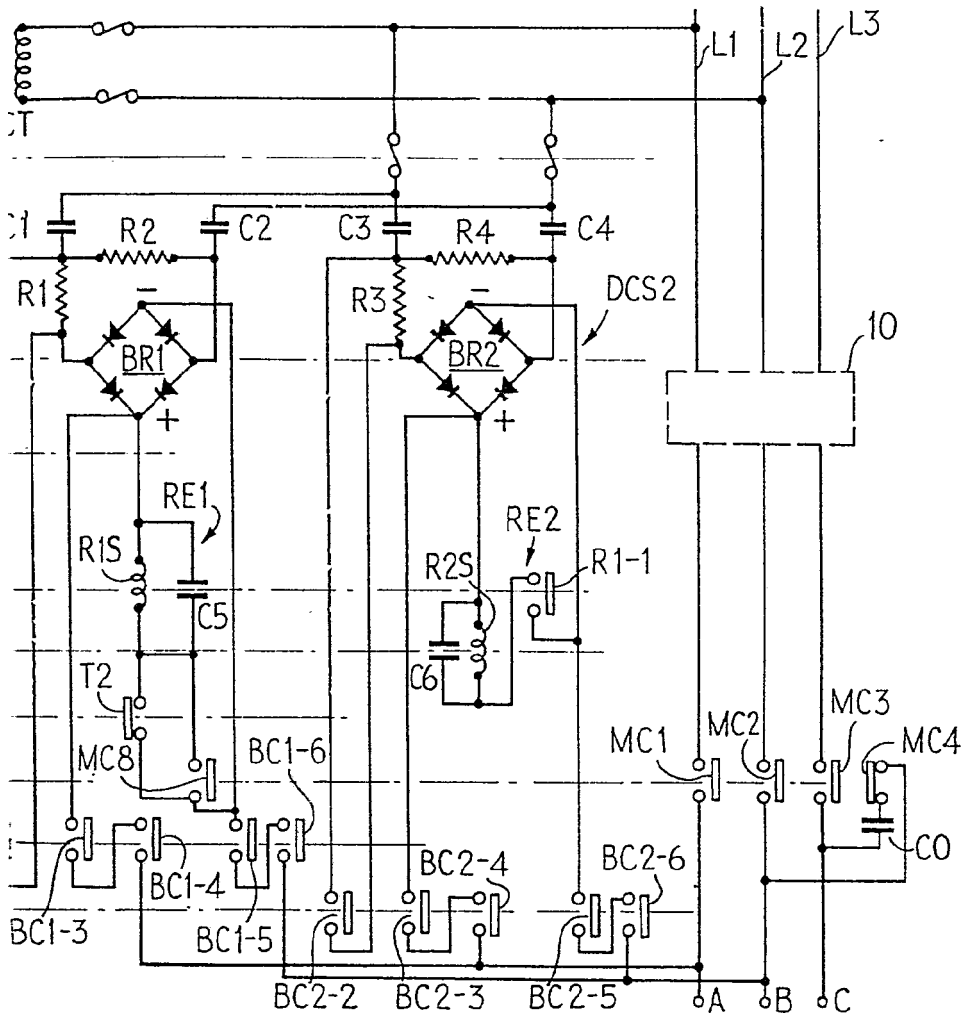 L1
L2
L3
CT
C1
R2
C2
C3
R4
C4
R1
R3
DCS2
10
−
−
BR1
BR2
+
+
RE1
RE2
R1S
R2S
R1-1
C5
C6
T2
MC8
BC1-6
MC1
MC2
MC3
MC4
CO
BC1-3
BC1-4
BC1-5
BC2-4
BC2-6
BC2-2
BC2-3
BC2-5
A
B
C